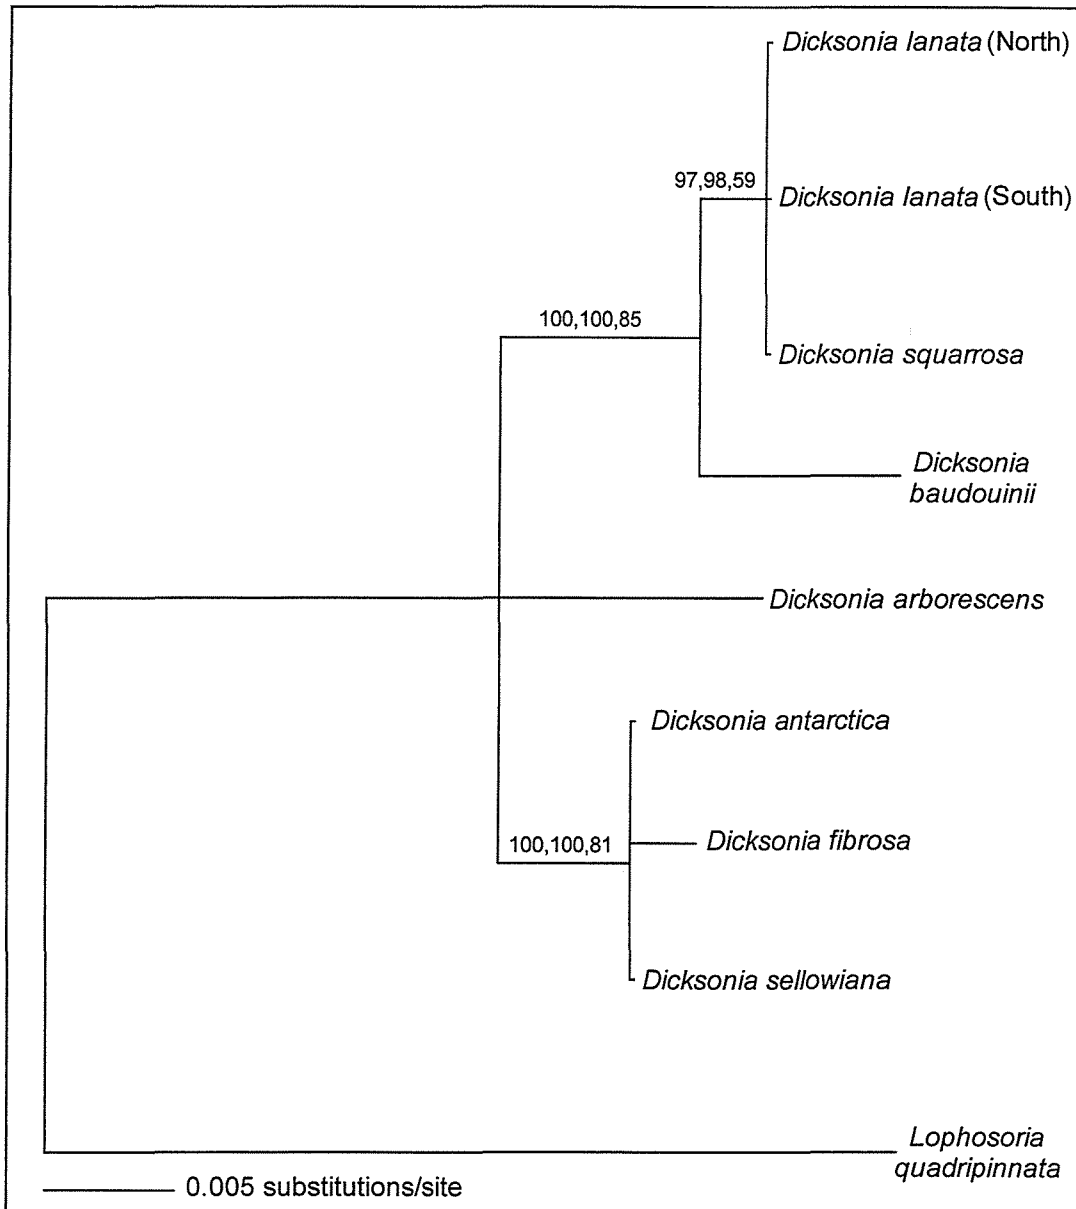 Dicksonia lanata (North)
97,98,59
Dicksonia lanata (South)
100,100,85
Dicksonia squarrosa
Dicksonia
baudouinii
Dicksonia arborescens
Dicksonia antarctica
100,100,81
Dicksonia fibrosa
Dicksonia sellowiana
Lophosoria
quadripinnata
0.005 substitutions/site